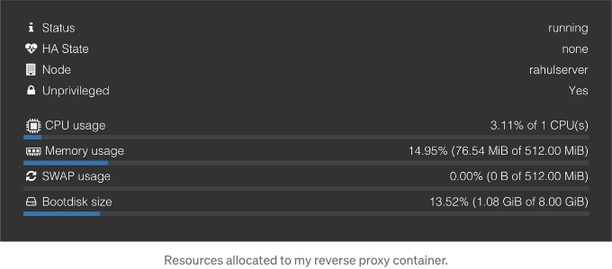 Status running
HA State none
Node rahulserver
Unprivileged Yes
CPU usage 3.11% of 1 CPU(s)
Memory usage 14.95% (76.54 MiB of 512.00 MiB)
SWAP usage 0.00% (0 B of 512.00 MiB)
Bootdisk size 13.52% (1.08 GiB of 8.00 GiB)
Resources allocated to my reverse proxy container.